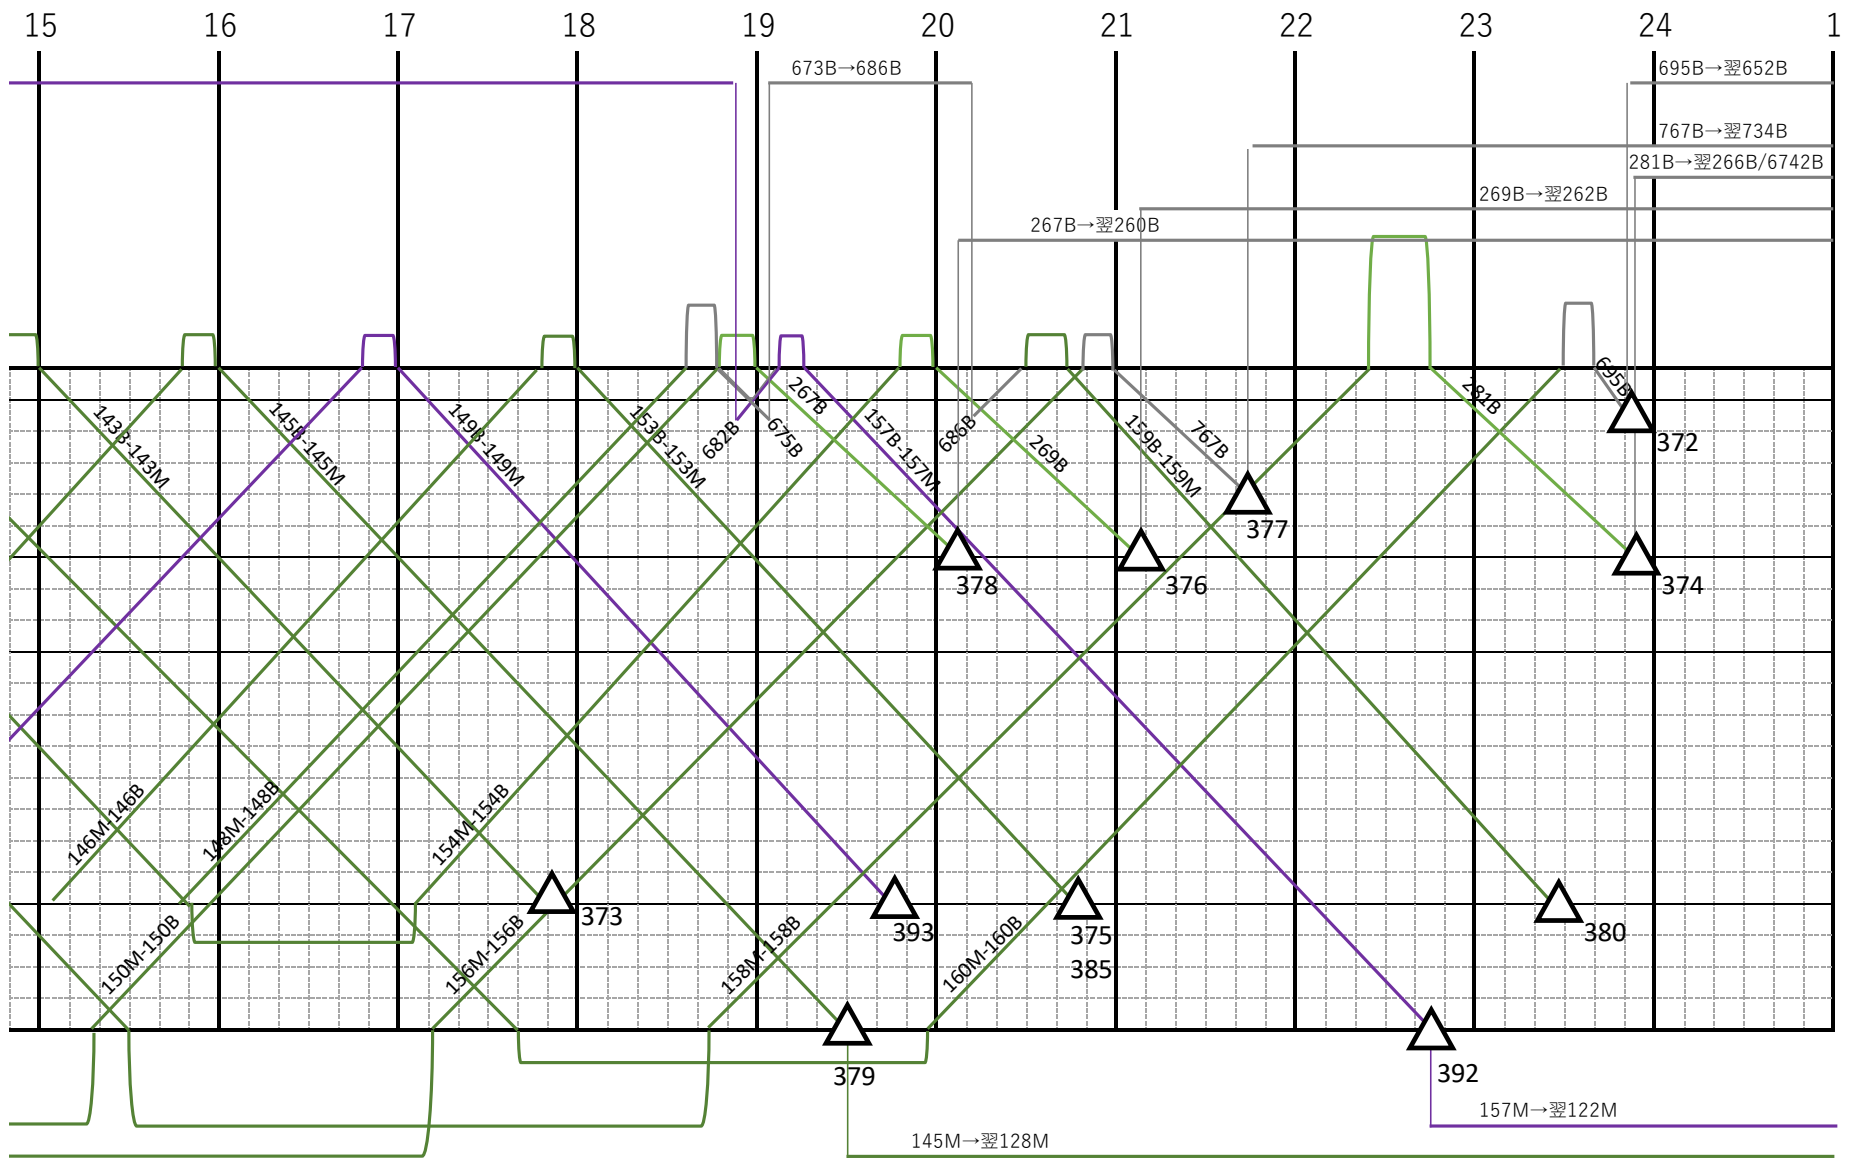 15 16 17 18 19 20 21 22 23 24 1
673B→686B
695B→翌652B
767B→翌734B
281B→翌266B/6742B
269B→翌262B
267B→翌260B
143B-143M
145B-145M
149B-149M
153B-153M
682B
675B
267B
157B-157M
686B
269B
159B-159M
767B
281B
695B
372
377
378
376
374
146M-146B
148M-148B
154M-154B
373
393
375
385
380
150M-150B
156M-156B
158M-158B
160M-160B
379
392
157M→翌122M
145M→翌128M